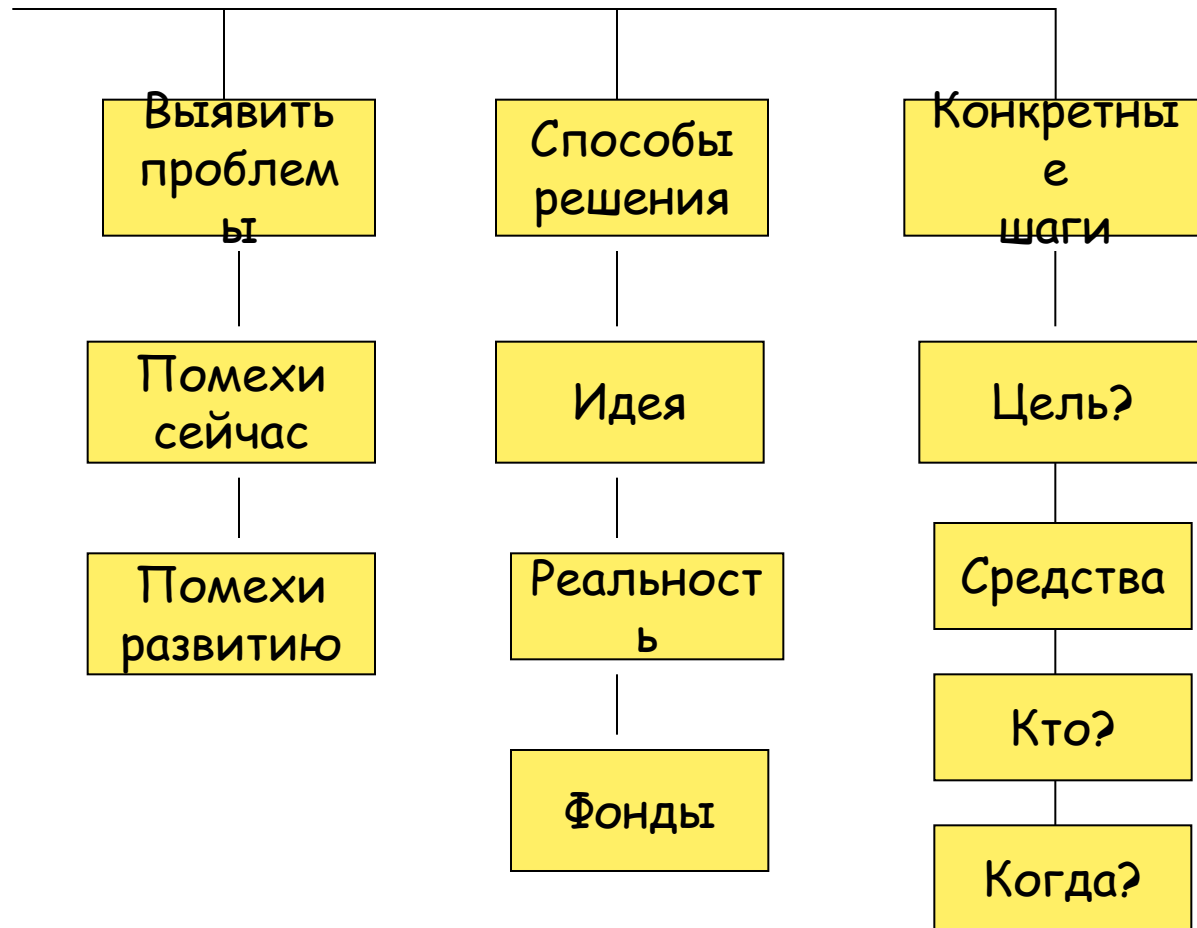 Выявить
проблем
ы
Помехи
сейчас
Помехи
развитию
Способы
решения
Идея
Реальност
ь
Фонды
Конкретны
е
шаги
Цель?
Средства
Кто?
Когда?